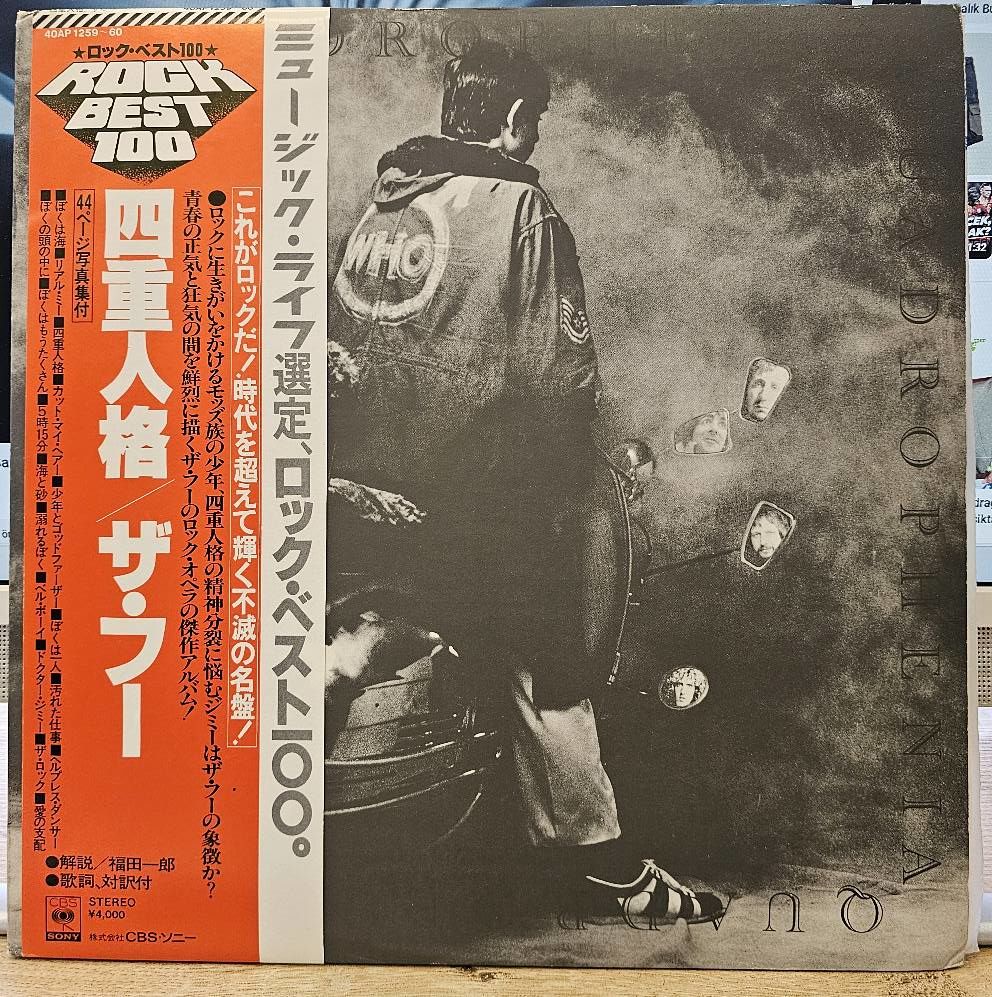 40AP 1259~60
★ロック・ベスト100★
ROCK
BEST
100
ミュージック・ライフ選定、ロック・ベスト一〇〇。
これがロックだ!時代を超えて輝く不滅の名盤!
●ロックに生きがいをかけるモッズ族の少年、四重人格の精神分裂に悩むジミーはザ・フーの象徴か?
青春の正気と狂気の間を鮮烈に描くザ・フーのロック・オペラの傑作アルバム!
四重人格/ザ・フー
44ページ写真集付
■ぼくは海■リアル・ミー■四重人格■カット・マイ・ヘアー■少年とゴッドファーザー■ぼくは一人■汚れた仕事■ヘルプレス・ダンサー
■ぼくの頭の中に■ぼくはもうたくさん■5時15分■海と砂■溺れるぼく■ベル・ボーイ■ドクター・ジミー■ザ・ロック■愛の支配
●解説/福田一郎
●歌詞、対訳付
CBS
SONY
STEREO
¥4,000
株式会社CBS・ソニー
WHO
QUADROPHENIA